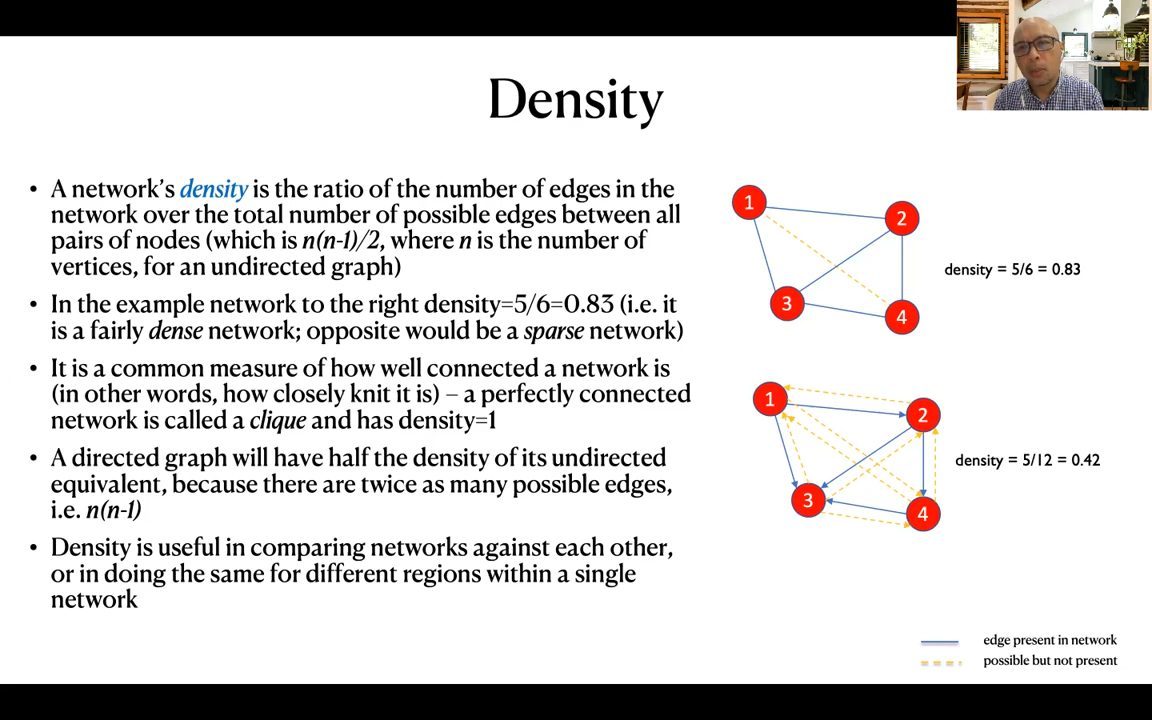 Density
• A network’s density is the ratio of the number of edges in the
network over the total number of possible edges between all
pairs of nodes (which is n(n-1)/2, where n is the number of
vertices, for an undirected graph)
• In the example network to the right density=5/6=0.83 (i.e. it
is a fairly dense network; opposite would be a sparse network)
• It is a common measure of how well connected a network is
(in other words, how closely knit it is) – a perfectly connected
network is called a clique and has density=1
• A directed graph will have half the density of its undirected
equivalent, because there are twice as many possible edges,
i.e. n(n-1)
• Density is useful in comparing networks against each other,
or in doing the same for different regions within a single
network
1
2
3
4
density = 5/6 = 0.83
1
2
3
4
density = 5/12 = 0.42
edge present in network
possible but not present